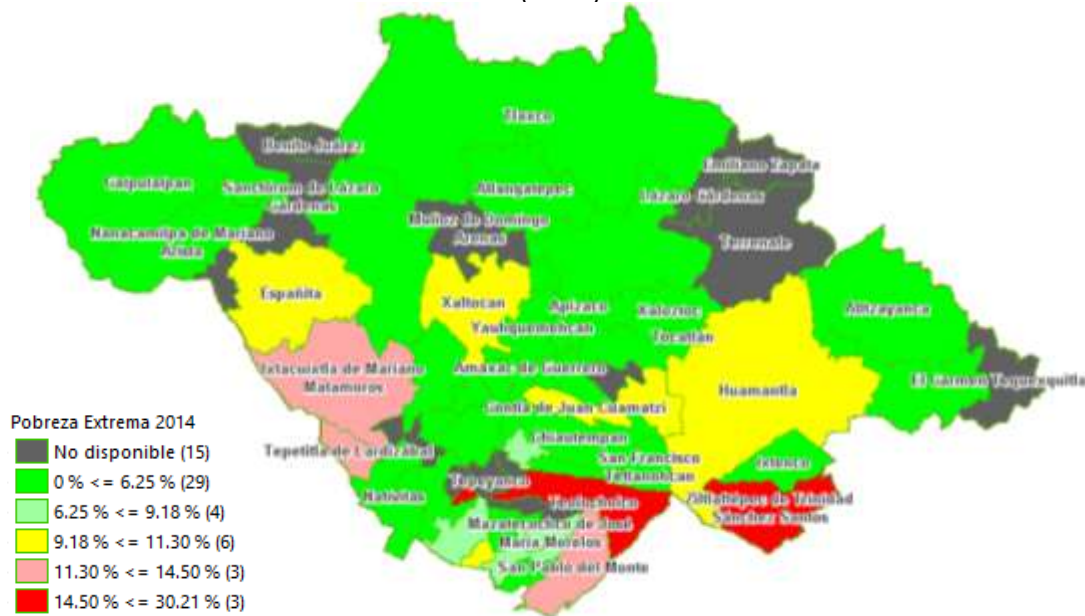 Tlaxco
Benito Juárez
Emiliano Zapata
Calpulalpan
Sanctórum de Lázaro
Cárdenas
Atlangatepec
Lázaro Cárdenas
Muñoz de Domingo
Arenas
Nanacamilpa de Mariano
Arista
Terrenate
Españita
Xaltocan
Apizaco
Xaloztoc
Altzayanca
Yauhquemehcan
Tocatlán
Ixtacuixtla de Mariano
Matamoros
Amaxac de Guerrero
Huamantla
El Carmen Tequexquitla
Contla de Juan Cuamatzi
Chiautempan
Tepetitla de Lardizábal
San Francisco
Tetlanohcan
Ixtenco
Tepeyanco
Nativitas
Teolocholco
Ziltlaltépec de Trinidad
Sánchez Santos
Mazatecochco de José
María Morelos
San Pablo del Monte
Pobreza Extrema 2014
No disponible (15)
0 % <= 6.25 % (29)
6.25 % <= 9.18 % (4)
9.18 % <= 11.30 % (6)
11.30 % <= 14.50 % (3)
14.50 % <= 30.21 % (3)